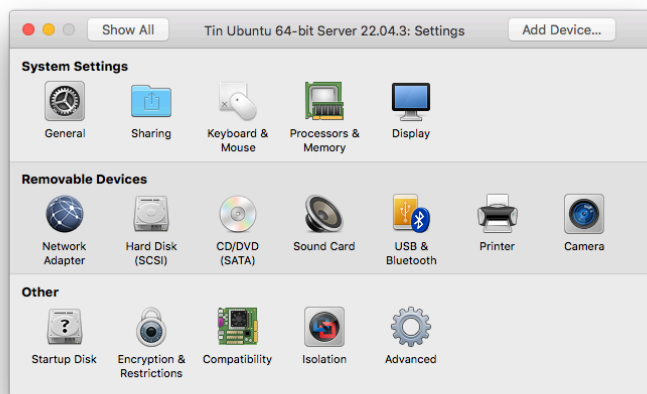 Show All
Tin Ubuntu 64-bit Server 22.04.3: Settings
Add Device...
System Settings
General
Sharing
Keyboard &
Mouse
Processors &
Memory
Display
Removable Devices
Network
Adapter
Hard Disk
(SCSI)
CD/DVD
(SATA)
Sound Card
USB &
Bluetooth
Printer
Camera
Other
?
Startup Disk
Encryption &
Restrictions
Compatibility
Isolation
Advanced